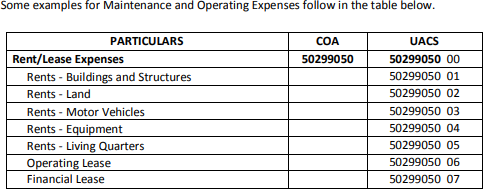 Some examples for Maintenance and Operating Expenses follow in the table below.
PARTICULARS COA UACS
Rent/Lease Expenses 50299050 50299050 00
Rents - Buildings and Structures 50299050 01
Rents - Land 50299050 02
Rents - Motor Vehicles 50299050 03
Rents - Equipment 50299050 04
Rents - Living Quarters 50299050 05
Operating Lease 50299050 06
Financial Lease 50299050 07